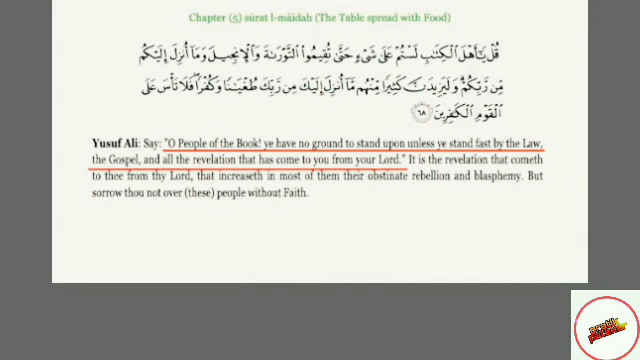 Chapter (5) sūrat l-māidah (The Table spread with Food)
قُلْ يَٰٓأَهْلَ ٱلْكِتَٰبِ لَسْتُمْ عَلَىٰ شَىْءٍ حَتَّىٰ تُقِيمُوا۟ ٱلتَّوْرَىٰةَ وَٱلْإِنجِيلَ وَمَآ أُنزِلَ إِلَيْكُم
مِّن رَّبِّكُمْ ۗ وَلَيَزِيدَنَّ كَثِيرًا مِّنْهُم مَّآ أُنزِلَ إِلَيْكَ مِن رَّبِّكَ طُغْيَٰنًا وَكُفْرًا ۖ فَلَا تَأْسَ عَلَى
ٱلْقَوْمِ ٱلْكَٰفِرِينَ ٦٨
Yusuf Ali: Say: "O People of the Book! ye have no ground to stand upon unless ye stand fast by the Law,
the Gospel, and all the revelation that has come to you from your Lord." It is the revelation that cometh
to thee from thy Lord, that increaseth in most of them their obstinate rebellion and blasphemy. But
sorrow thou not over (these) people without Faith.